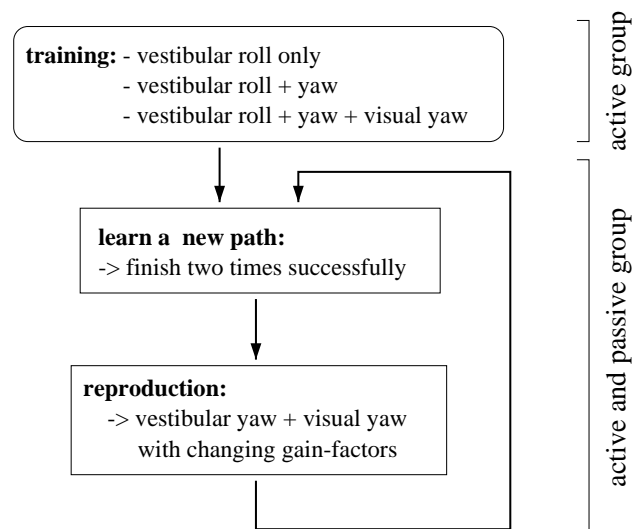 training: - vestibular roll only
- vestibular roll + yaw
- vestibular roll + yaw + visual yaw
active group
learn a new path:
-> finish two times successfully
reproduction:
-> vestibular yaw + visual yaw
with changing gain-factors
active and passive group